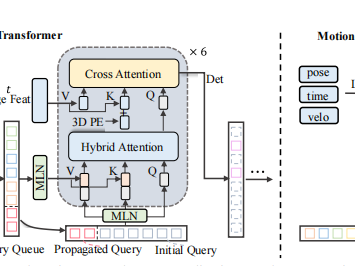 Transformer
Motion
× 6
Cross Attention
Det
pose
t
Feat
V
K
Q
time
3D PE
velo
Hybrid Attention
V
K
Q
MLN
MLN
...
Queue
Propagated Query
Initial Query